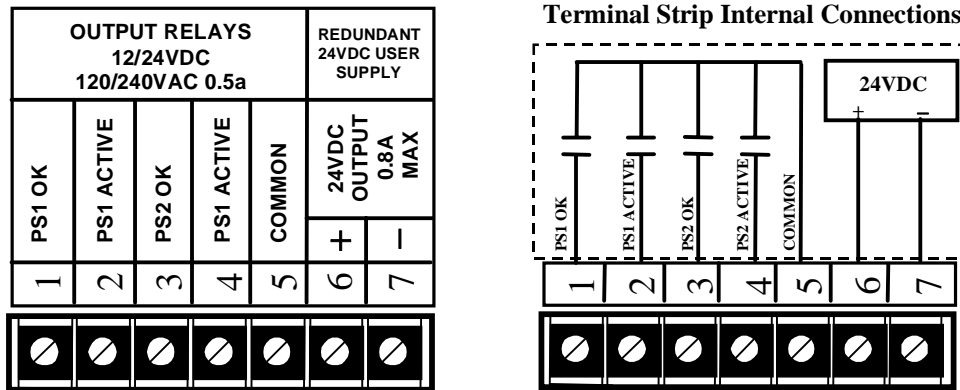 OUTPUT RELAYS
12/24VDC
120/240VAC 0.5a
REDUNDANT
24VDC USER
SUPPLY
PS1 OK
PS1 ACTIVE
PS2 OK
PS1 ACTIVE
COMMON
24VDC
OUTPUT
0.8A
MAX
+
–
1
2
3
4
5
6
7
Terminal Strip Internal Connections
24VDC
+
–
PS1 OK
PS1 ACTIVE
PS2 OK
PS2 ACTIVE
COMMON
1
2
3
4
5
6
7